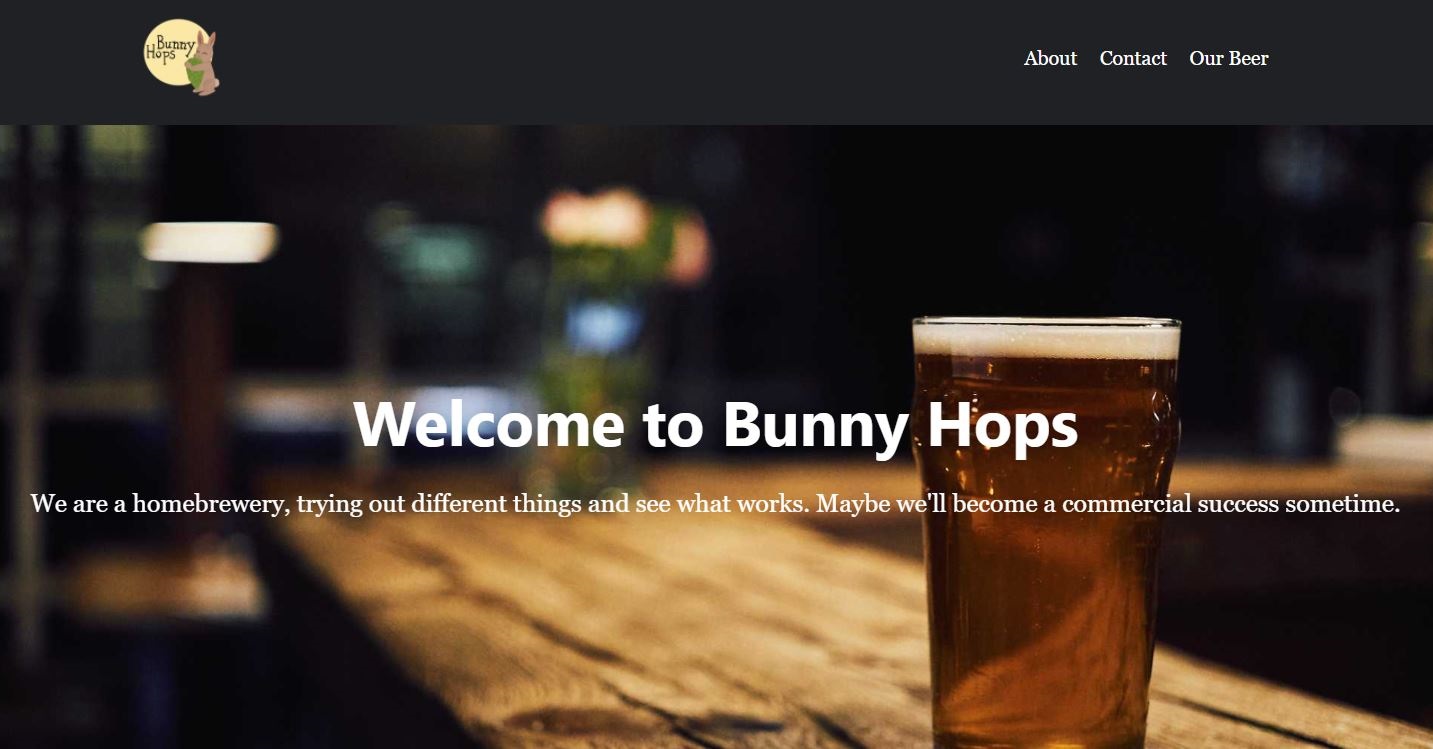 Bunny
Hops
About
Contact
Our Beer
Welcome to Bunny Hops
We are a homebrewery, trying out different things and see what works. Maybe we'll become a commercial success sometime.